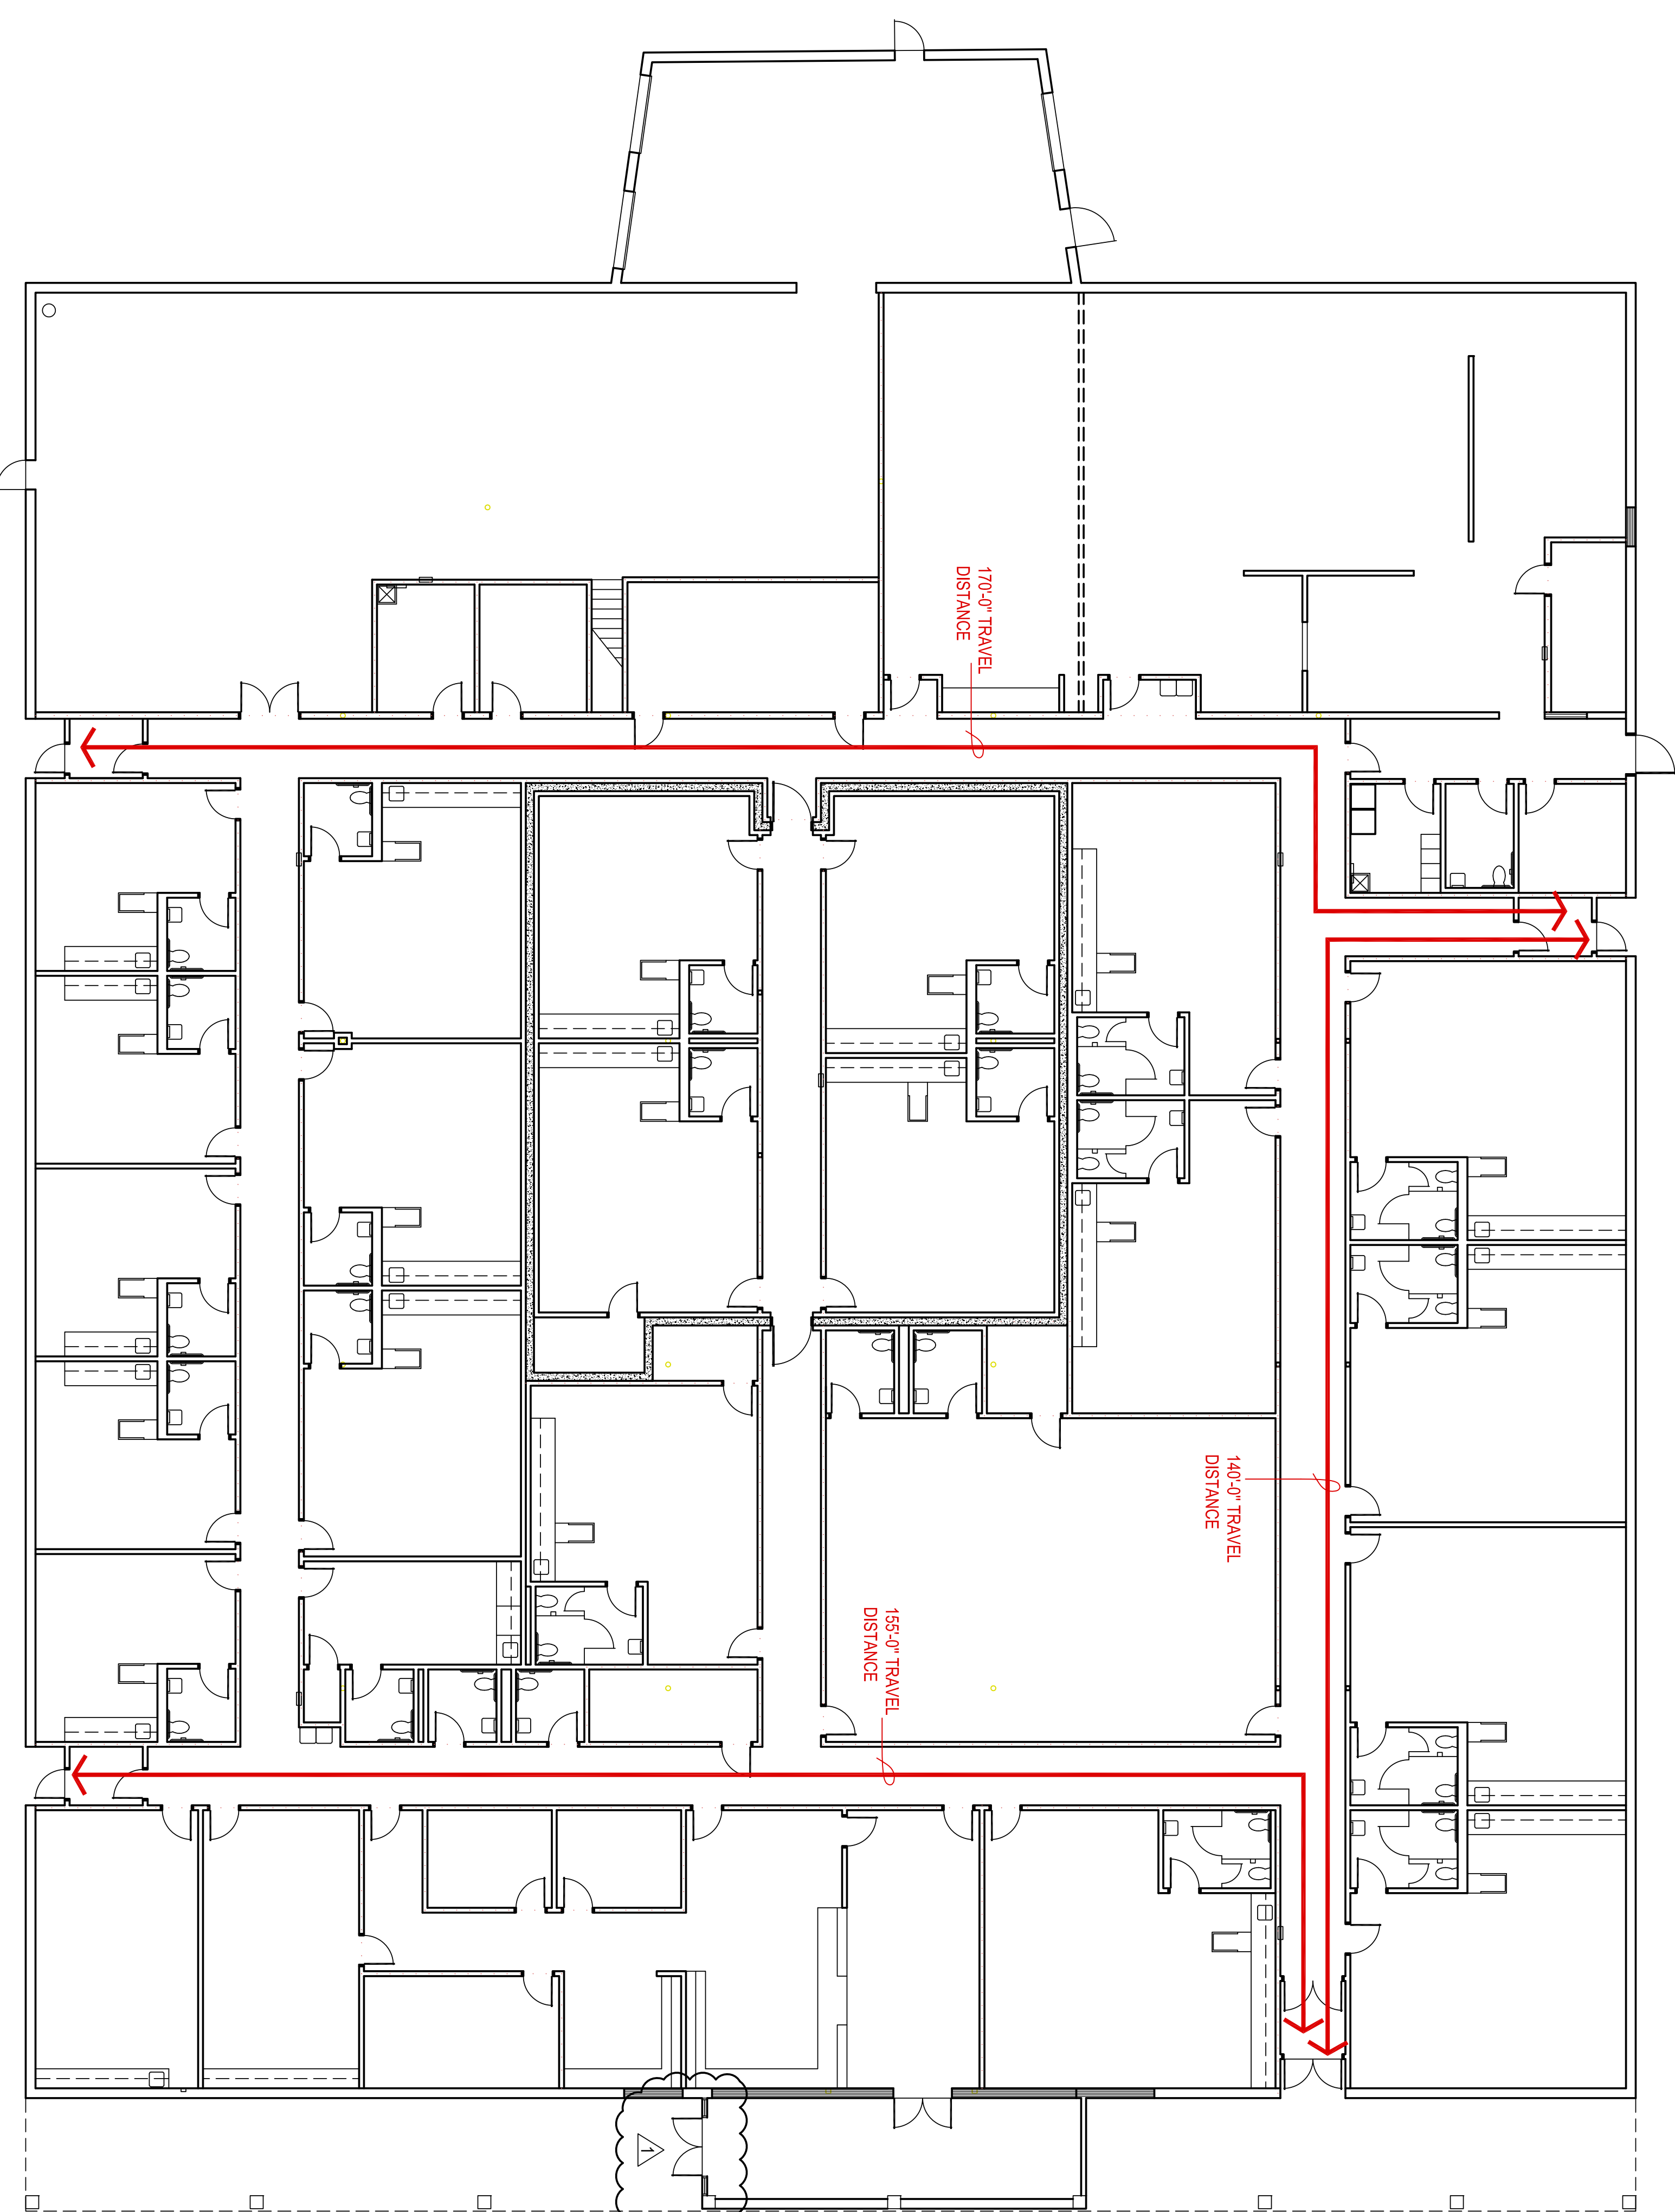 170'-0" TRAVEL
DISTANCE
140'-0" TRAVEL
DISTANCE
155'-0" TRAVEL
DISTANCE
1